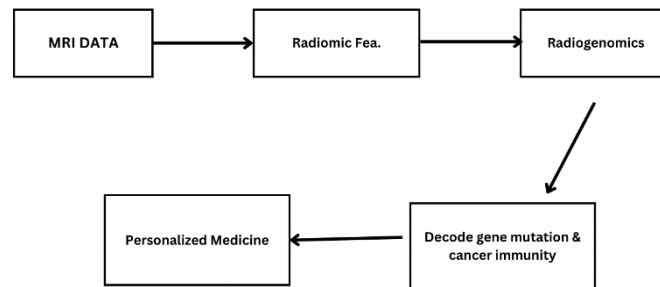 MRI DATA
Radiomic Fea.
Radiogenomics
Decode gene mutation &
cancer immunity
Personalized Medicine